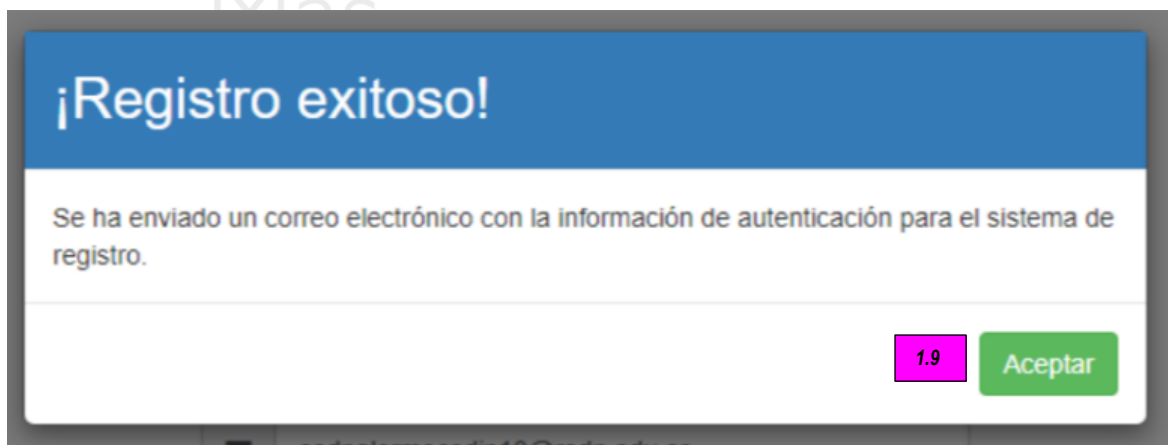 ¡Registro exitoso!
Se ha enviado un correo electrónico con la información de autenticación para el sistema de
registro.
1.9
Aceptar